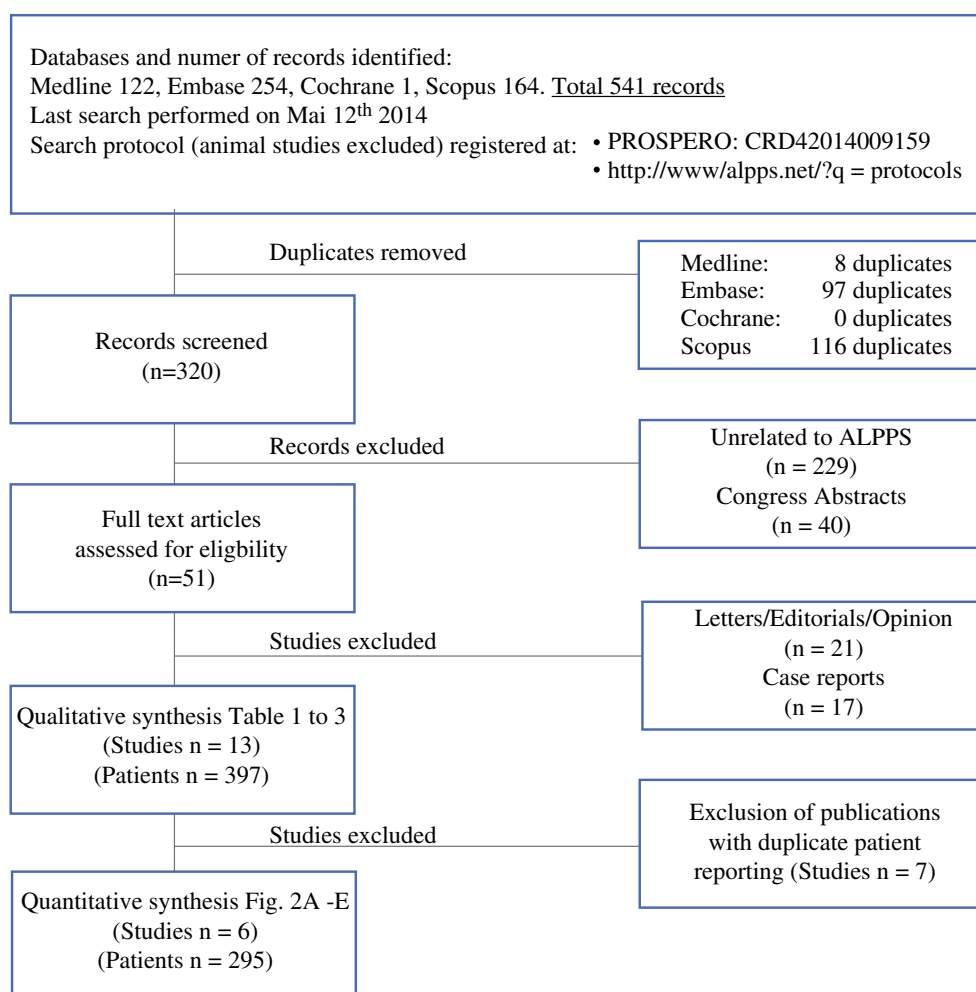 Databases and numer of records identified:
Medline 122, Embase 254, Cochrane 1, Scopus 164. Total 541 records
Last search performed on Mai 12th 2014
Search protocol (animal studies excluded) registered at: • PROSPERO: CRD42014009159
• http://www/alpps.net/?q = protocols
Duplicates removed
Medline: 8 duplicates
Embase: 97 duplicates
Cochrane: 0 duplicates
Scopus 116 duplicates
Records screened
(n=320)
Records excluded
Unrelated to ALPPS
(n = 229)
Congress Abstracts
(n = 40)
Full text articles
assessed for eligbility
(n=51)
Studies excluded
Letters/Editorials/Opinion
(n = 21)
Case reports
(n = 17)
Qualitative synthesis Table 1 to 3
(Studies n = 13)
(Patients n = 397)
Studies excluded
Exclusion of publications
with duplicate patient
reporting (Studies n = 7)
Quantitative synthesis Fig. 2A -E
(Studies n = 6)
(Patients n = 295)